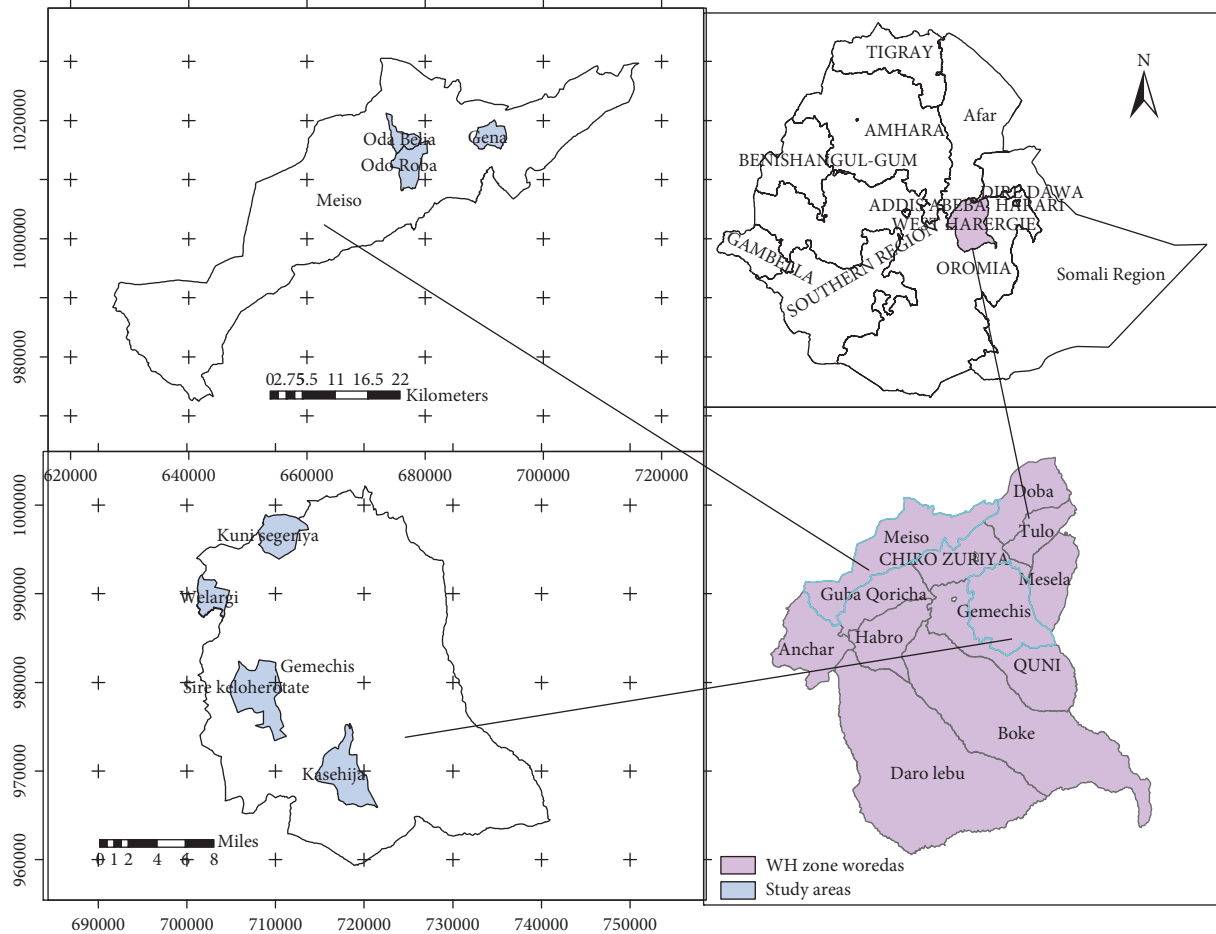 1020000
1000000
980000
Oda Belia
Odo Roba
Gena
Meiso
02.755.5 11 16.5 22
Kilometers
620000 640000 660000 680000 700000 720000
TIGRAY
Afar
AMHARA
BENISHANGUL-GUM
DIRE DAWA
ADDIS ABEBA HARARI
WEST HARERGIE
GAMBELLA
SOUTHERN REGION
OROMIA
Somali Region
N
1000000
990000
980000
970000
960000
Kuni segeriya
Welargi
Gemechis
Sire keloherotate
Kasehija
Miles
0 1 2 4 6 8
690000 700000 710000 720000 730000 740000 750000
Doba
Tulo
Meiso
CHIRO ZURIYA
Mesela
Guba Qoricha
Gemechis
Habro
Anchar
QUNI
Boke
Daro lebu
WH zone woredas
Study areas